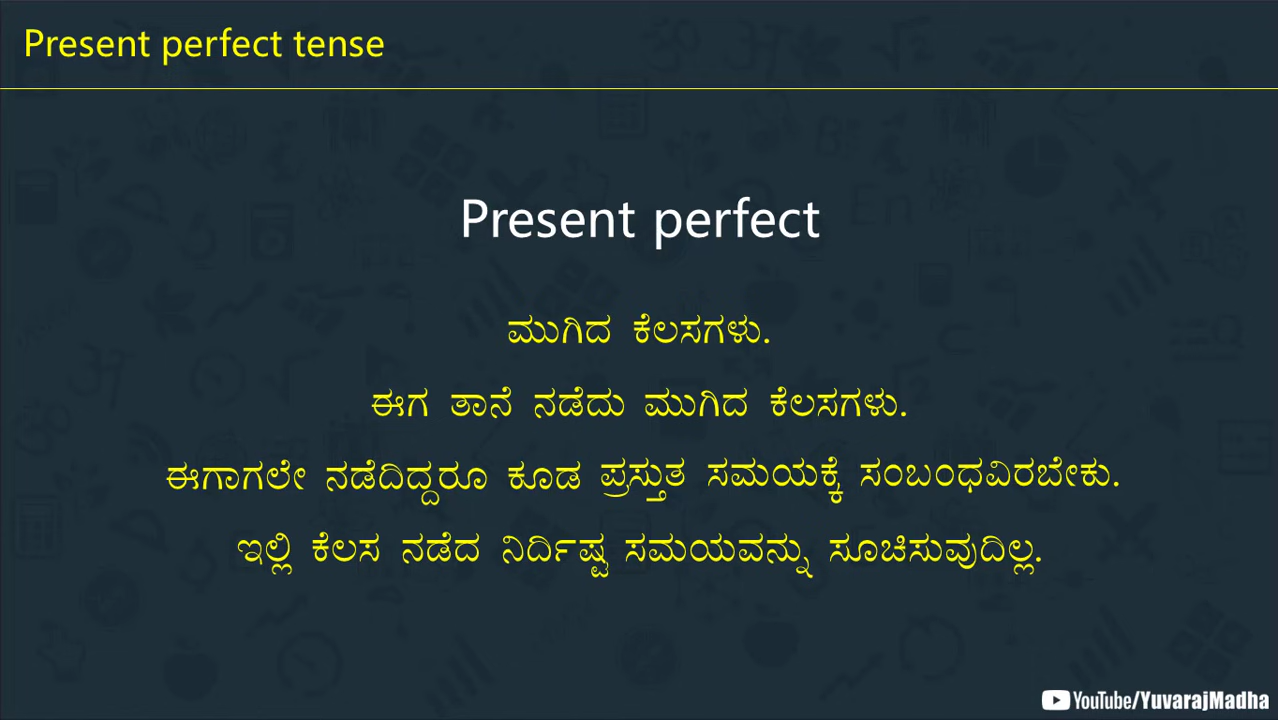 Present perfect tense
Present perfect
ಮುಗಿದ ಕೆಲಸಗಳು.
ಈಗ ತಾನೆ ನಡೆದು ಮುಗಿದ ಕೆಲಸಗಳು.
ಈಗಾಗಲೇ ನಡೆದಿದ್ದರೂ ಕೂಡ ಪ್ರಸ್ತುತ ಸಮಯಕ್ಕೆ ಸಂಬಂಧವಿರಬೇಕು.
ಇಲ್ಲಿ ಕೆಲಸ ನಡೆದ ನಿರ್ದಿಷ್ಟ ಸಮಯವನ್ನು ಸೂಚಿಸುವುದಿಲ್ಲ.
YouTube/YuvarajMadha